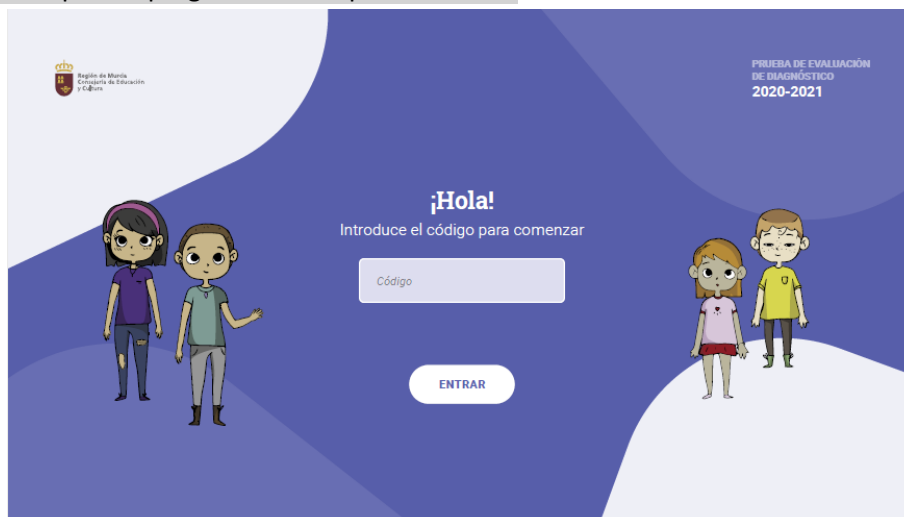 Región de Murcia
Consejería de Educación
y Cultura
PRUEBA DE EVALUACIÓN
DE DIAGNÓSTICO
2020-2021
¡Hola!
Introduce el código para comenzar
Código
ENTRAR